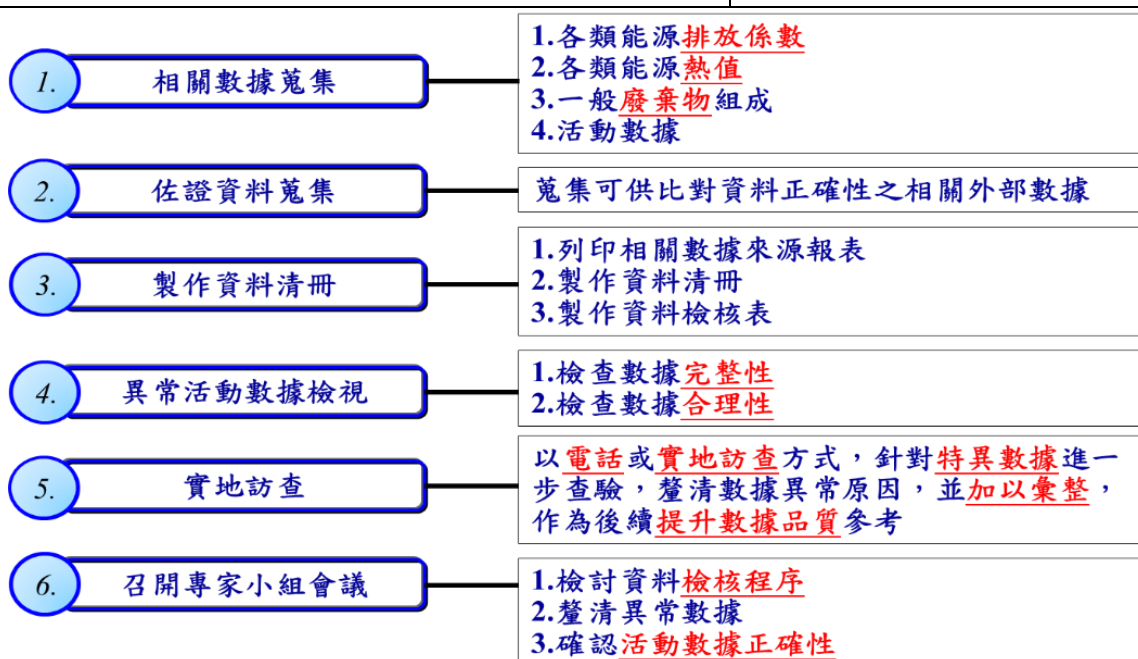 1.
相關數據蒐集
1.各類能源排放係數
2.各類能源熱值
3.一般廢棄物組成
4.活動數據
2.
佐證資料蒐集
蒐集可供比對資料正確性之相關外部數據
3.
製作資料清冊
1.列印相關數據來源報表
2.製作資料清冊
3.製作資料檢核表
4.
異常活動數據檢視
1.檢查數據完整性
2.檢查數據合理性
5.
實地訪查
以電話或實地訪查方式，針對特異數據進一
步查驗，釐清數據異常原因，並加以彙整，
作為後續提升數據品質參考
6.
召開專家小組會議
1.檢討資料檢核程序
2.釐清異常數據
3.確認活動數據正確性